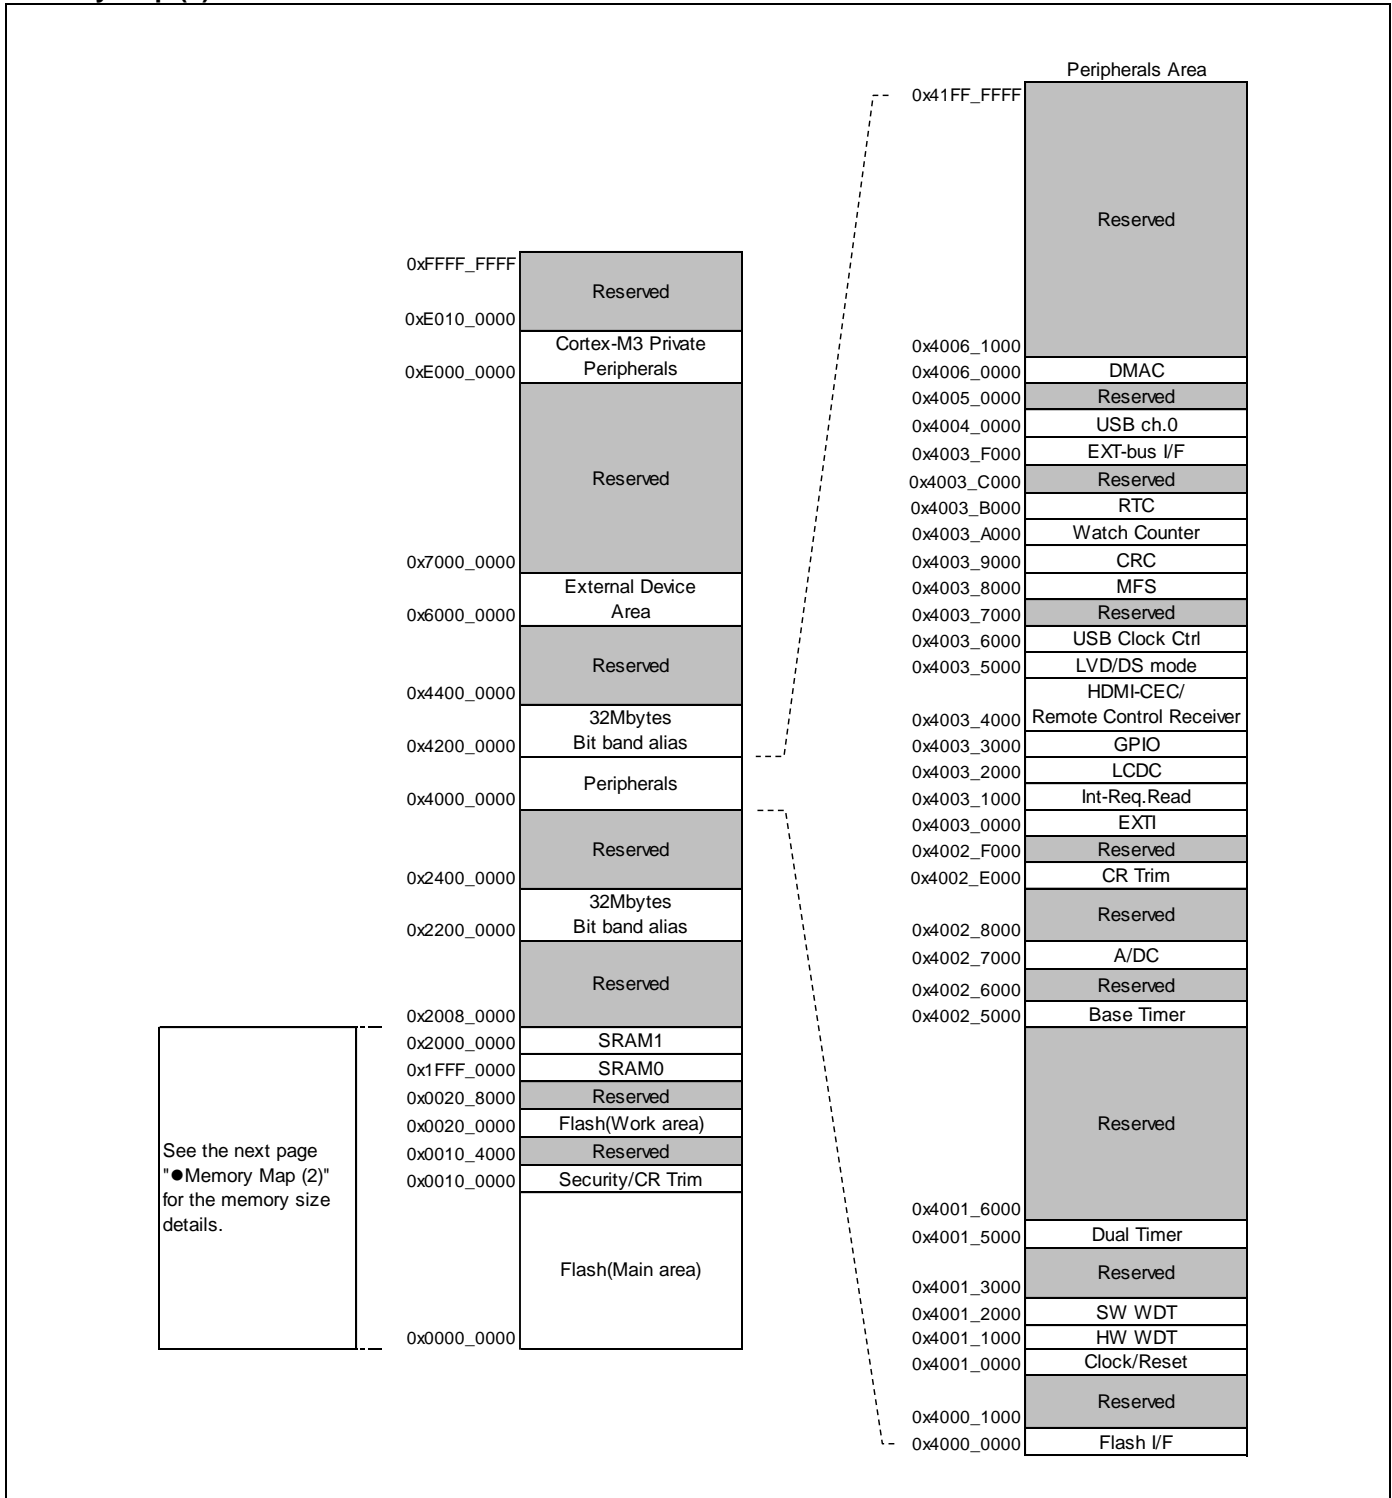 Peripherals Area
0x41FF_FFFF
Reserved
0x4006_1000
0x4006_0000 DMAC
0x4005_0000 Reserved
0x4004_0000 USB ch.0
0x4003_F000 EXT-bus I/F
0x4003_C000 Reserved
0x4003_B000 RTC
0x4003_A000 Watch Counter
0x4003_9000 CRC
0x4003_8000 MFS
0x4003_7000 Reserved
0x4003_6000 USB Clock Ctrl
0x4003_5000 LVD/DS mode
HDMI-CEC/
0x4003_4000 Remote Control Receiver
0x4003_3000 GPIO
0x4003_2000 LCDC
0x4003_1000 Int-Req.Read
0x4003_0000 EXTI
0x4002_F000 Reserved
0x4002_E000 CR Trim
Reserved
0x4002_8000
0x4002_7000 A/DC
0x4002_6000 Reserved
0x4002_5000 Base Timer
Reserved
0x4001_6000
0x4001_5000 Dual Timer
Reserved
0x4001_3000
0x4001_2000 SW WDT
0x4001_1000 HW WDT
0x4001_0000 Clock/Reset
Reserved
0x4000_1000
0x4000_0000 Flash I/F
0xFFFF_FFFF
Reserved
0xE010_0000
Cortex-M3 Private
0xE000_0000 Peripherals
Reserved
0x7000_0000
External Device
0x6000_0000 Area
Reserved
0x4400_0000
32Mbytes
0x4200_0000 Bit band alias
Peripherals
0x4000_0000
Reserved
0x2400_0000
32Mbytes
0x2200_0000 Bit band alias
Reserved
0x2008_0000
0x2000_0000 SRAM1
0x1FFF_0000 SRAM0
0x0020_8000 Reserved
0x0020_0000 Flash(Work area)
0x0010_4000 Reserved
0x0010_0000 Security/CR Trim
Flash(Main area)
0x0000_0000
See the next page
"●Memory Map (2)"
for the memory size
details.